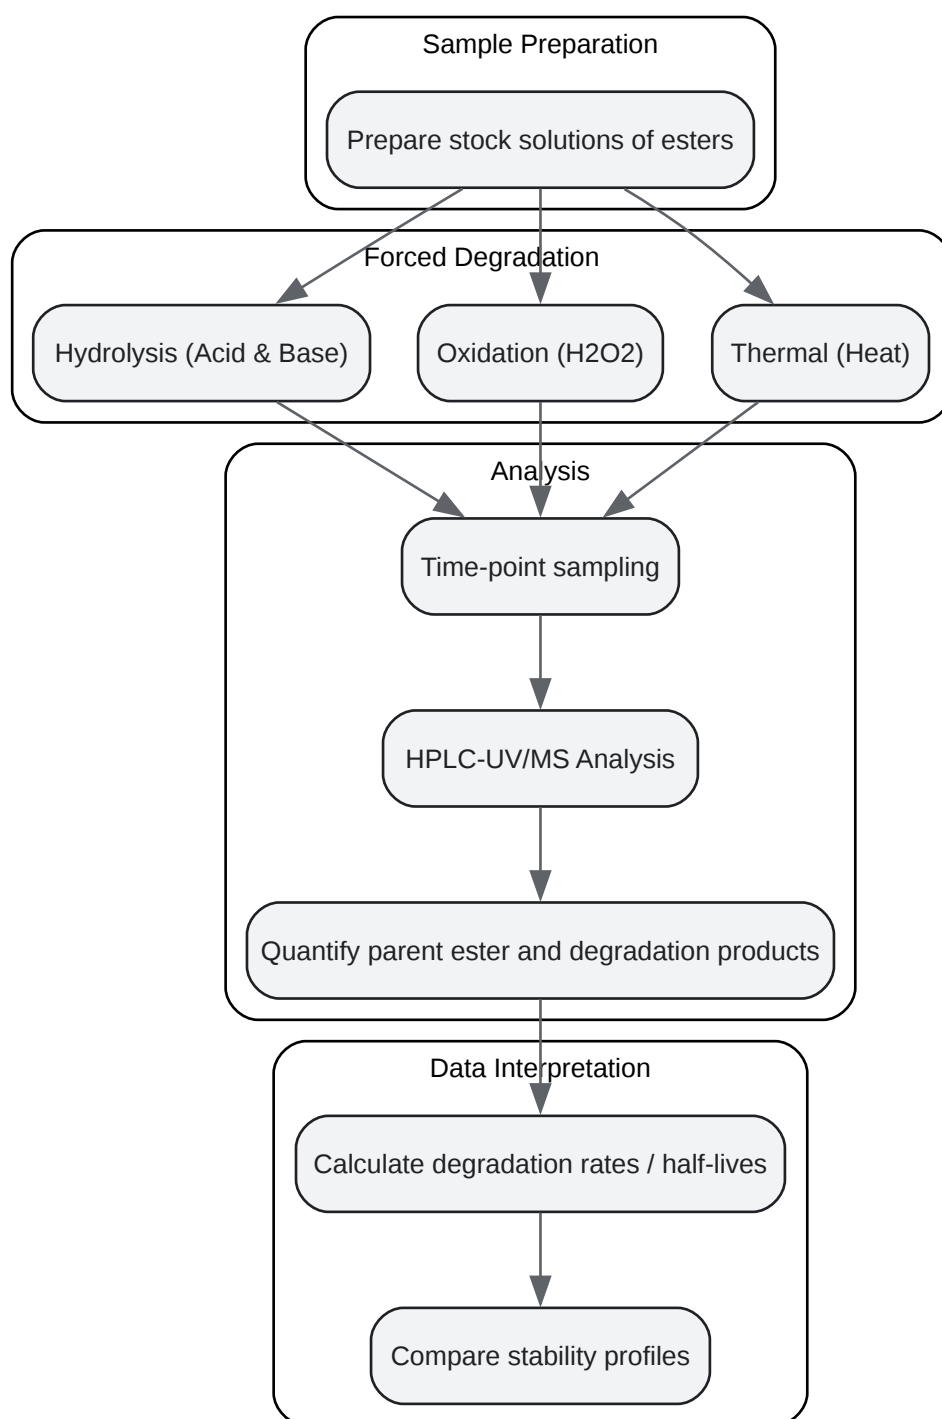 Sample Preparation
Prepare stock solutions of esters
Forced Degradation
Hydrolysis (Acid & Base)
Oxidation (H2O2)
Thermal (Heat)
Analysis
Time-point sampling
HPLC-UV/MS Analysis
Quantify parent ester and degradation products
Data Interpretation
Calculate degradation rates / half-lives
Compare stability profiles